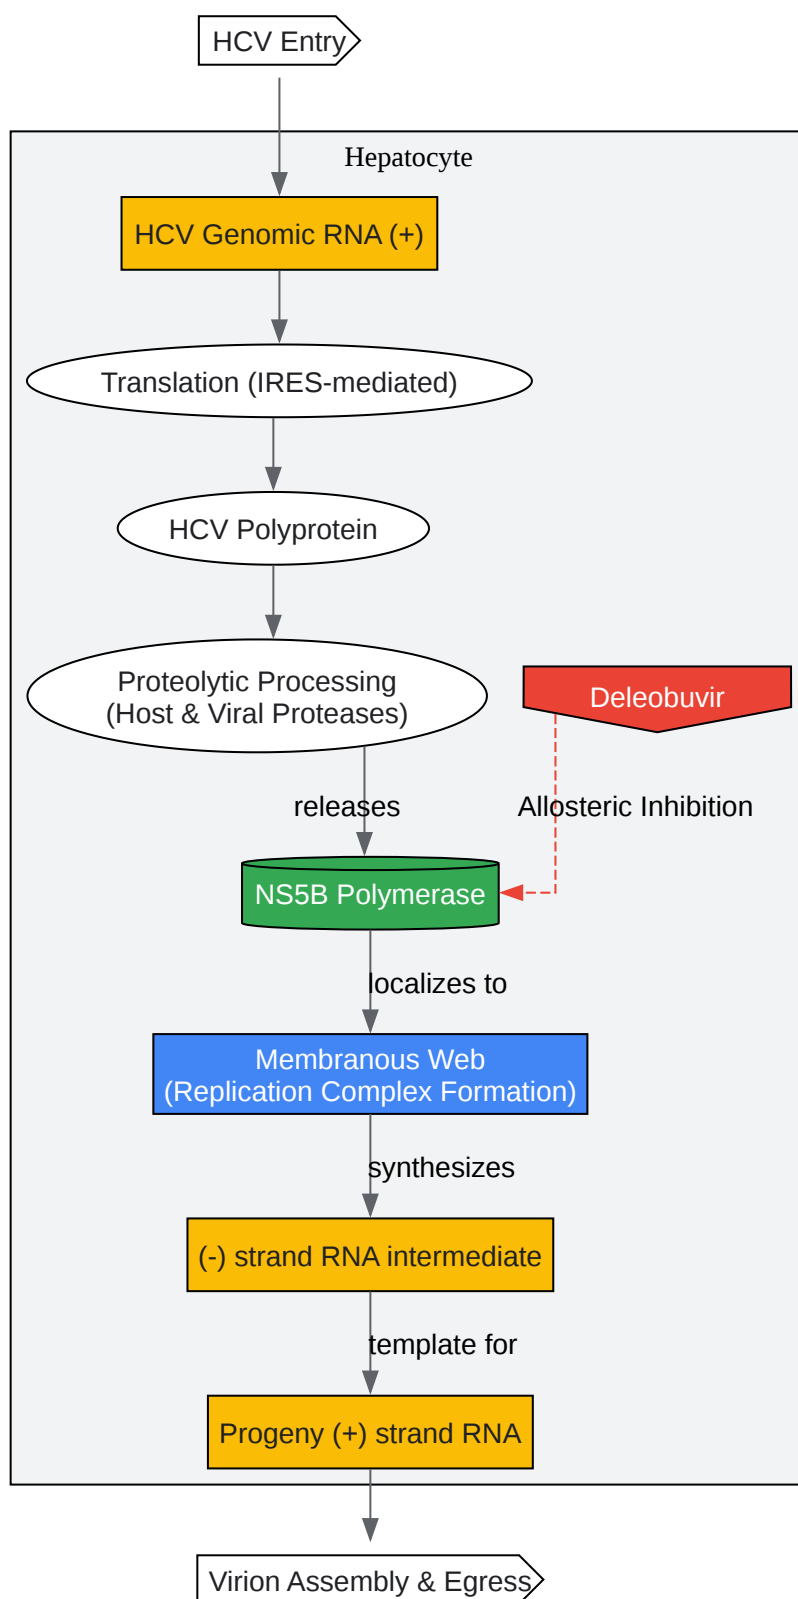 HCV Entry
Hepatocyte
HCV Genomic RNA (+)
Translation (IRES-mediated)
HCV Polyprotein
Proteolytic Processing
(Host & Viral Proteases)
Deleobuvir
releases
Allosteric Inhibition
NS5B Polymerase
localizes to
Membranous Web
(Replication Complex Formation)
synthesizes
(-) strand RNA intermediate
template for
Progeny (+) strand RNA
Virion Assembly & Egress